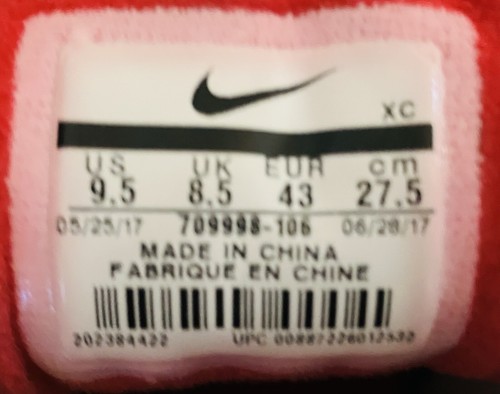 XC
US UK EUR cm
9.5 8.5 43 27.5
05/25/17 709998-106 06/28/17
MADE IN CHINA
FABRIQUE EN CHINE
202384422 UPC 00887226012532